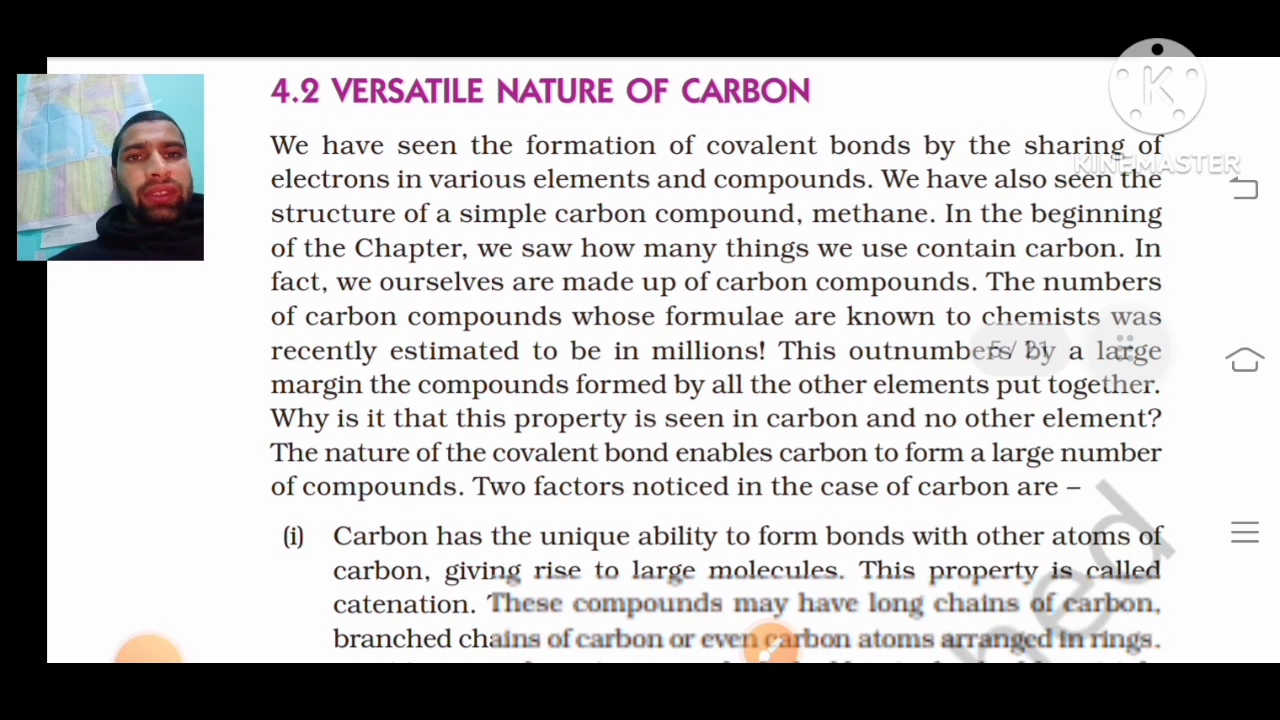 4.2 VERSATILE NATURE OF CARBON
We have seen the formation of covalent bonds by the sharing of
electrons in various elements and compounds. We have also seen the
structure of a simple carbon compound, methane. In the beginning
of the Chapter, we saw how many things we use contain carbon. In
fact, we ourselves are made up of carbon compounds. The numbers
of carbon compounds whose formulae are known to chemists was
recently estimated to be in millions! This outnumbers by a large
margin the compounds formed by all the other elements put together.
Why is it that this property is seen in carbon and no other element?
The nature of the covalent bond enables carbon to form a large number
of compounds. Two factors noticed in the case of carbon are –
(i) Carbon has the unique ability to form bonds with other atoms of
carbon, giving rise to large molecules. This property is called
catenation. These compounds may have long chains of carbon,
branched chains of carbon or even carbon atoms arranged in rings.
K
KINEMASTER
5 / 21